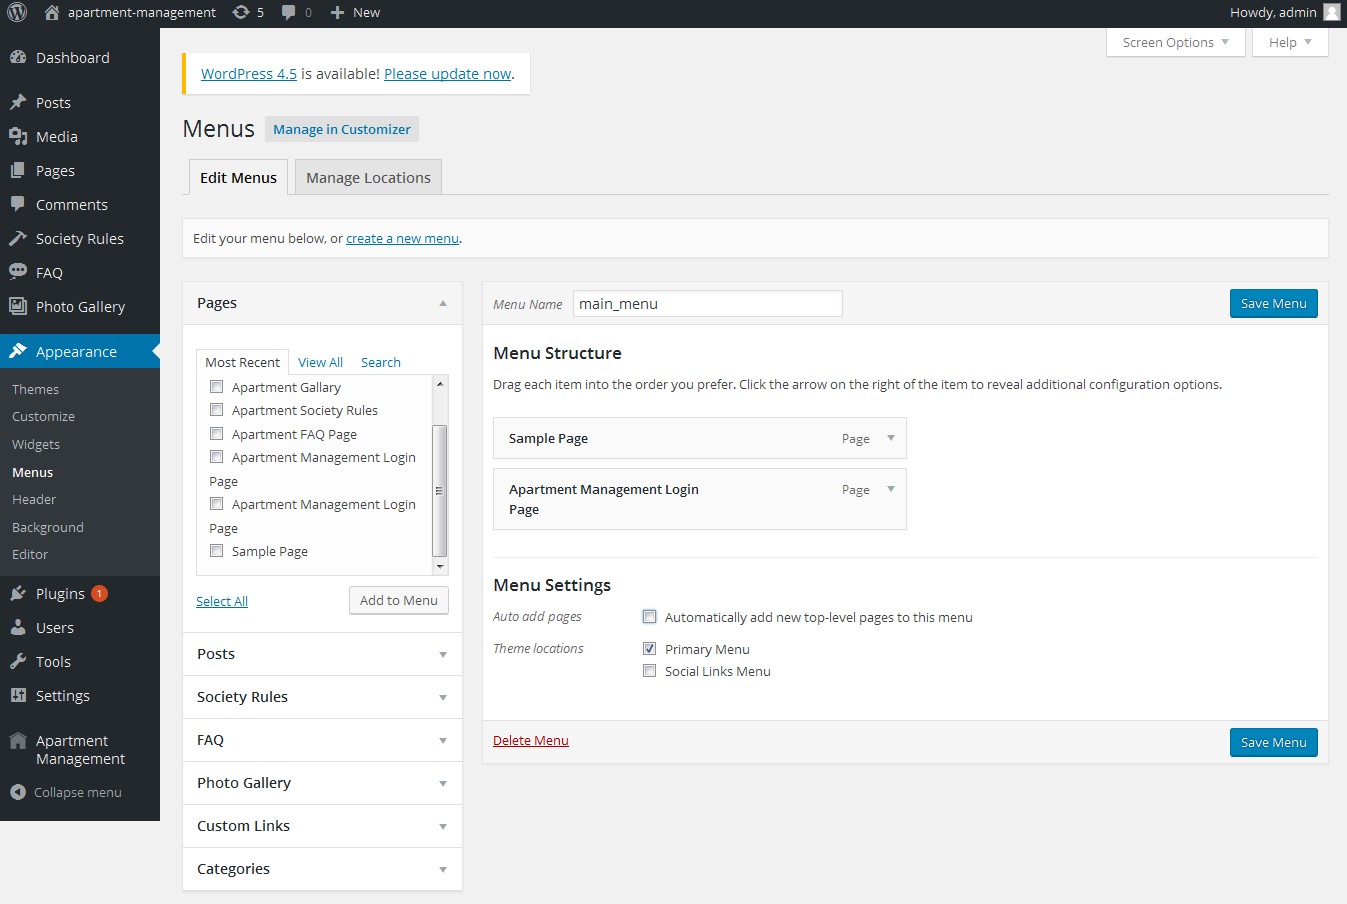 apartment-management 5 0 New Howdy, admin
Screen Options Help
Dashboard
Posts
Media
Pages
Comments
Society Rules
FAQ
Photo Gallery
Appearance
Themes
Customize
Widgets
Menus
Header
Background
Editor
Plugins 1
Users
Tools
Settings
Apartment
Management
Collapse menu
WordPress 4.5 is available! Please update now.
Menus Manage in Customizer
Edit Menus Manage Locations
Edit your menu below, or create a new menu.
Pages
Most Recent View All Search
Apartment Gallary
Apartment Society Rules
Apartment FAQ Page
Apartment Management Login
Page
Apartment Management Login
Page
Sample Page
Select All Add to Menu
Posts
Society Rules
FAQ
Photo Gallery
Custom Links
Categories
Menu Name main_menu Save Menu
Menu Structure
Drag each item into the order you prefer. Click the arrow on the right of the item to reveal additional configuration options.
Sample Page Page
Apartment Management Login Page
Page
Menu Settings
Auto add pages Automatically add new top-level pages to this menu
Theme locations Primary Menu
Social Links Menu
Delete Menu Save Menu